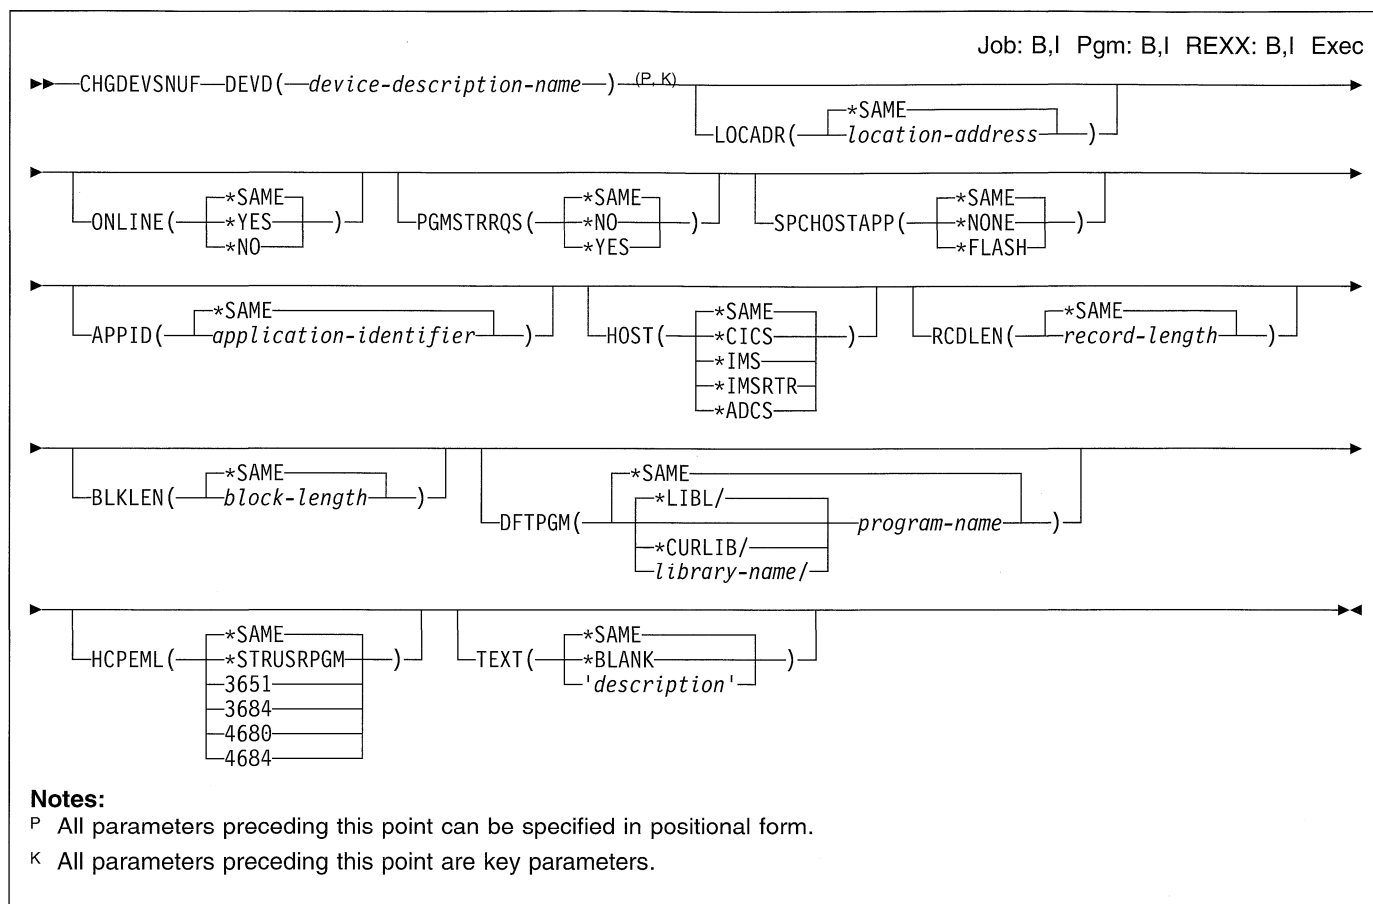 Job: B,I Pgm: B,I REXX: B,I Exec
CHGDEVSNUF DEVD( device-description-name ) (P, K)
*SAME
LOCADR( location-address )
*SAME *SAME *SAME
ONLINE( *YES ) PGMSTRRQS( *NO ) SPCHOSTAPP( *NONE )
*NO *YES *FLASH
*SAME *SAME *SAME
APPID( application-identifier ) HOST( *CICS ) RCDLEN( record-length )
*IMS
*IMSRTR
*ADCS
*SAME *SAME
BLKLEN( block-length ) *LIBL/
DFTPGM( program-name )
*CURLIB/
library-name/
*SAME *SAME
HCPEML( *STRUSRPGM ) TEXT( *BLANK )
3651 'description'
3684
4680
4684
Notes:
P All parameters preceding this point can be specified in positional form.
K All parameters preceding this point are key parameters.